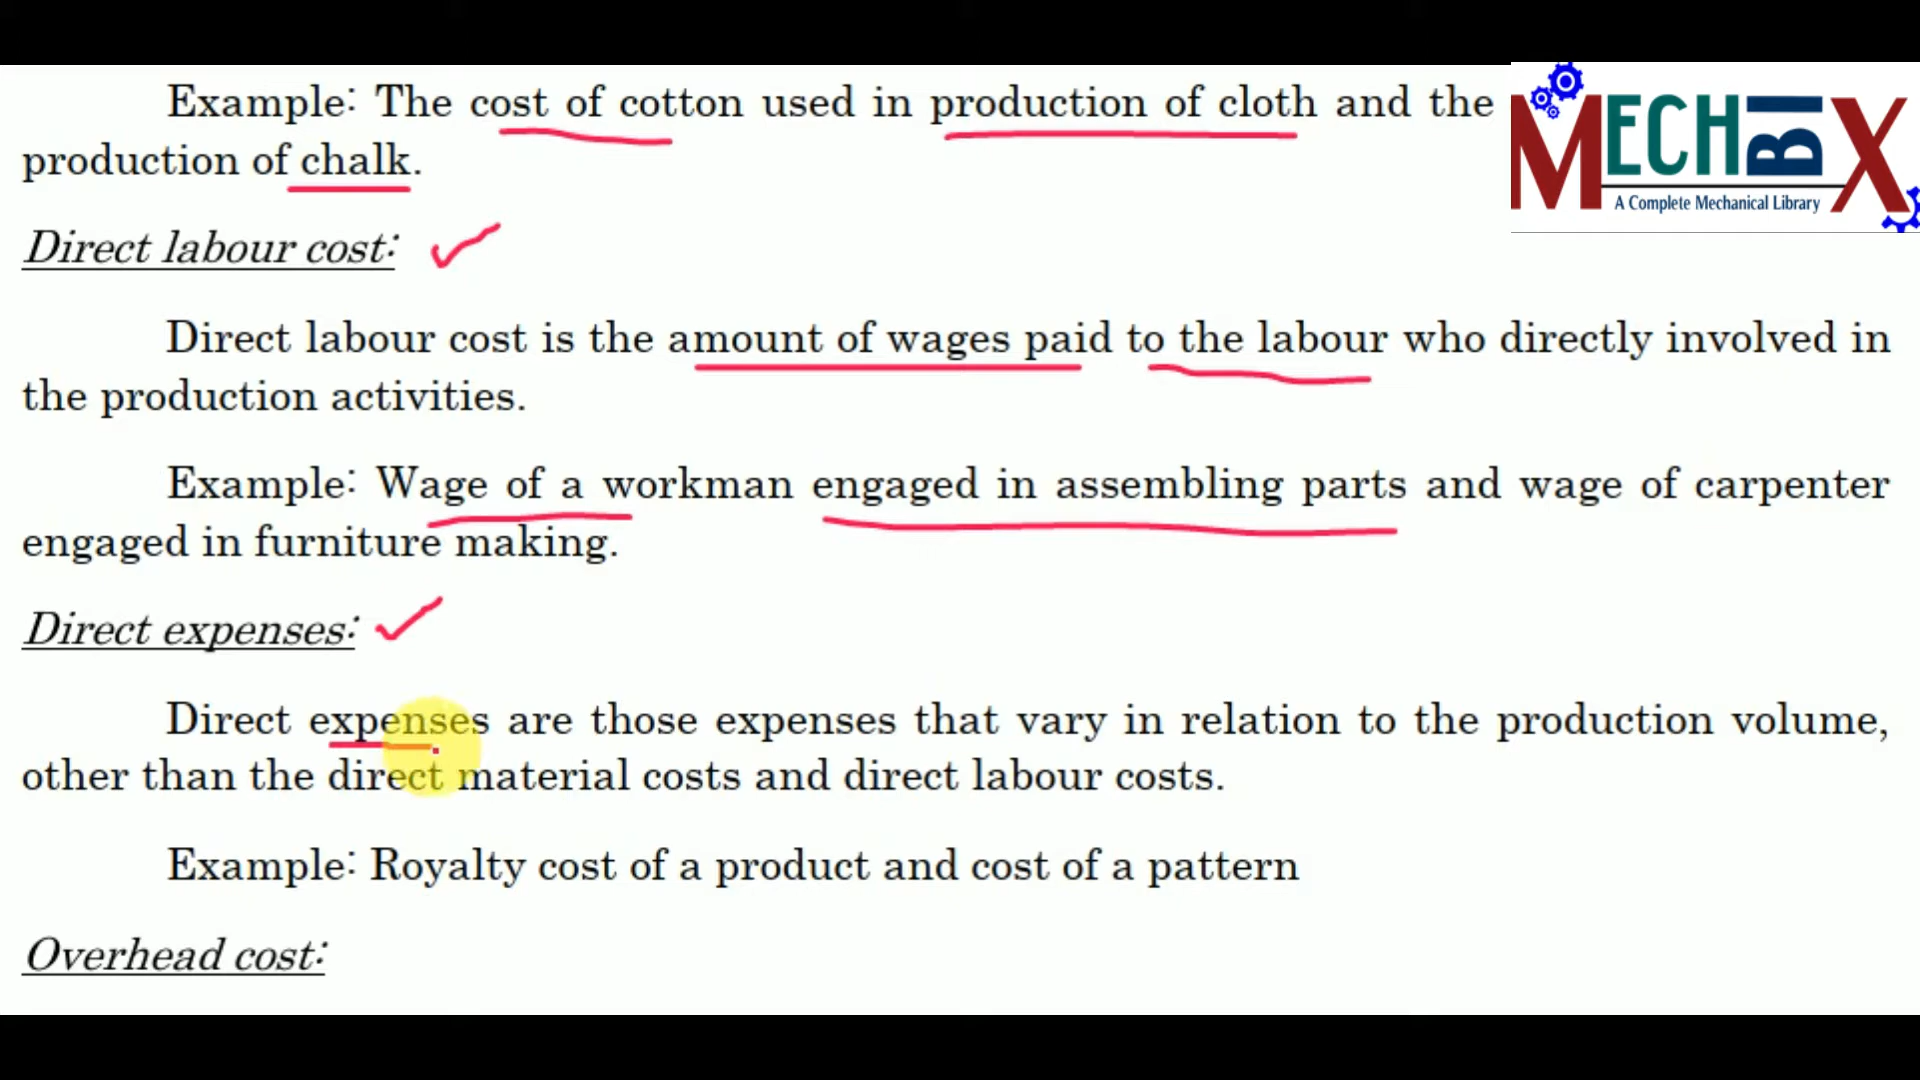 Example: The cost of cotton used in production of cloth and the
production of chalk.
MECHBIX
A Complete Mechanical Library
Direct labour cost:
Direct labour cost is the amount of wages paid to the labour who directly involved in
the production activities.
Example: Wage of a workman engaged in assembling parts and wage of carpenter
engaged in furniture making.
Direct expenses:
Direct expenses are those expenses that vary in relation to the production volume,
other than the direct material costs and direct labour costs.
Example: Royalty cost of a product and cost of a pattern
Overhead cost: